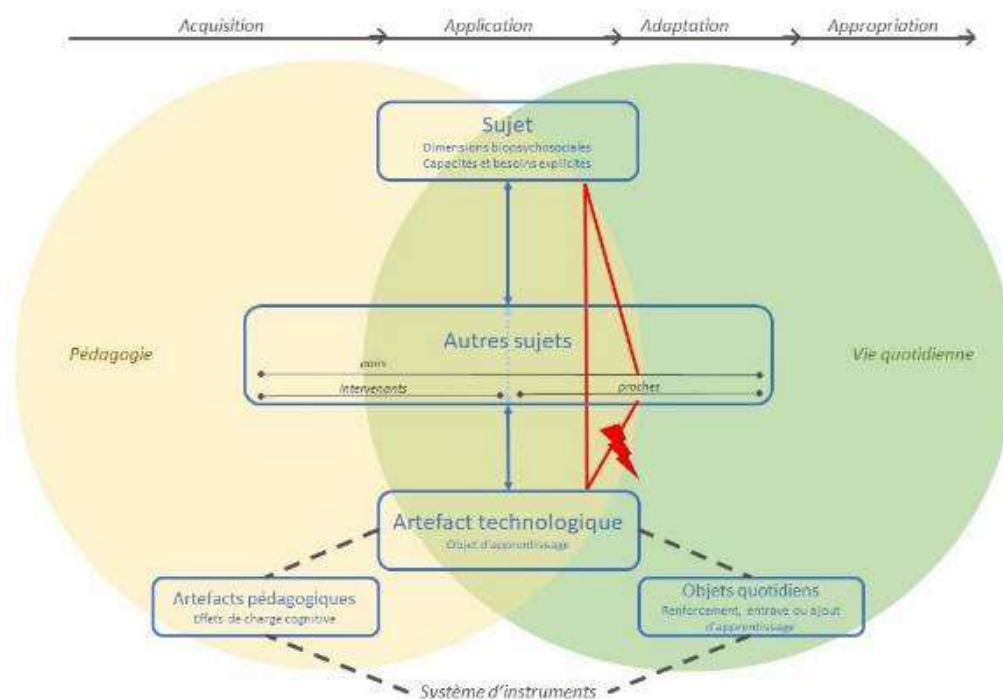 Acquisition Application Adaptation Appropriation
Sujet
Dimensions biopsychosociales
Capacités et besoins explicités
Autres sujets
Pédagogie
Vie quotidienne
pairs
intervenants proches
Artefact technologique
Objet d'apprentissage
Artefacts pédagogiques
Effets de charge cognitive
Objets quotidiens
Renforcement, entrave ou ajout
d'apprentissage
Système d'instruments